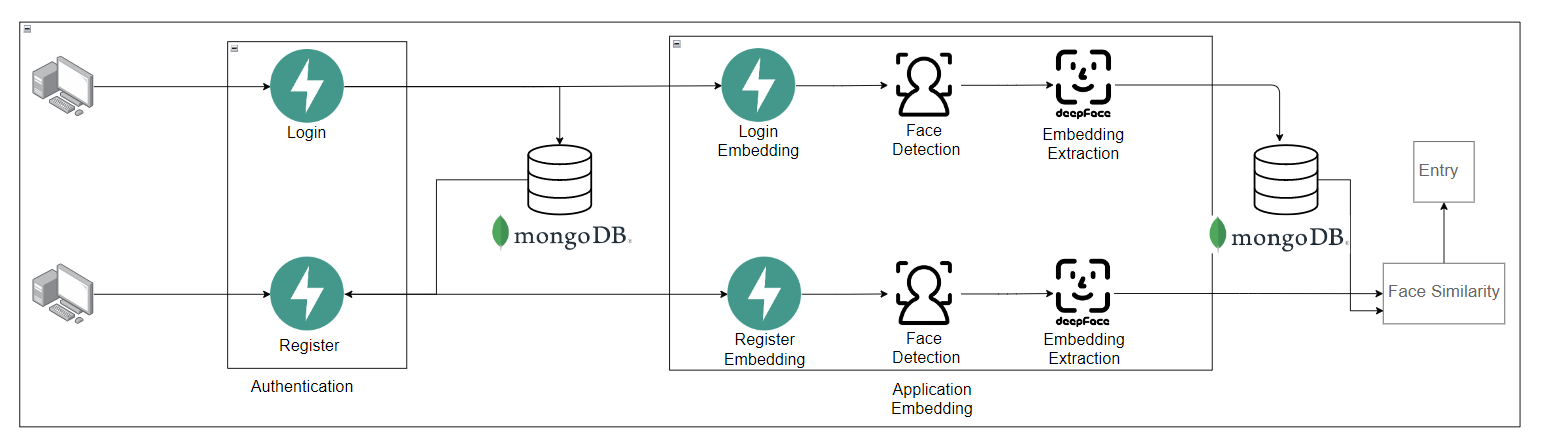 Login
Login
Embedding
Face
Detection
deepFace
Embedding
Extraction
mongoDB
mongoDB
Entry
Face Similarity
Register
Register
Embedding
Face
Detection
deepFace
Embedding
Extraction
Authentication
Application
Embedding